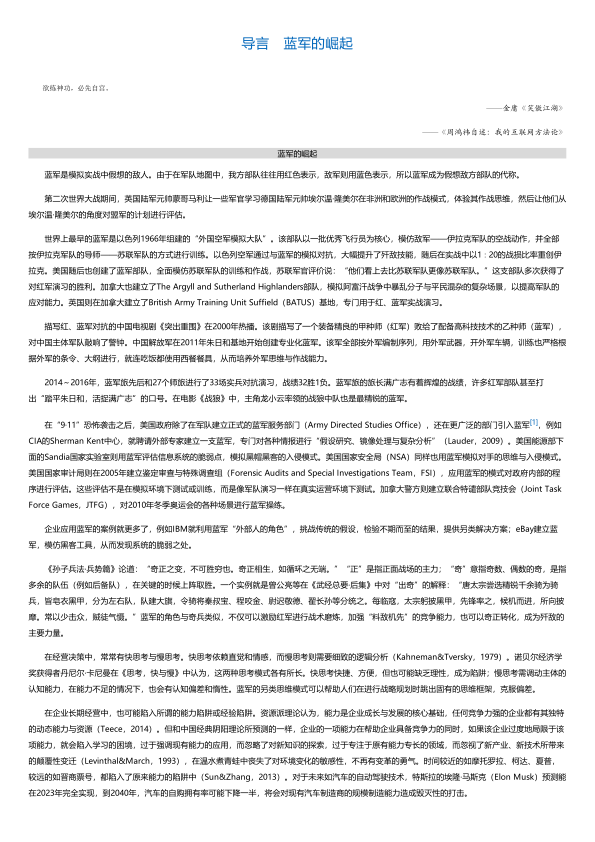 导言　蓝军的崛起
欲练神功，必先自宫。
——金庸《笑傲江湖》
——《周鸿祎自述：我的互联网方法论》
蓝军的崛起
蓝军是模拟实战中假想的敌人。由于在军队地图中，我方部队往往用红色表示，敌军则用蓝色表示，所以蓝军成为假想敌方部队的代称。
第二次世界大战期间，英国陆军元帅蒙哥马利让一些军官学习德国陆军元帅埃尔温·隆美尔在非洲和欧洲的作战模式，体验其作战思维，然后让他们从
埃尔温·隆美尔的角度对盟军的计划进行评估。
世界上最早的蓝军是以色列1966年组建的“外国空军模拟大队”。该部队以一批优秀飞行员为核心，模仿敌军——伊拉克军队的空战动作，并全部
按伊拉克军队的导师——苏联军队的方式进行训练。以色列空军通过与蓝军的模拟对抗，大幅提升了歼敌技能，随后在实战中以1∶20的战损比率重创伊
拉克。美国随后也创建了蓝军部队，全面模仿苏联军队的训练和作战，苏联军官评价说：“他们看上去比苏联军队更像苏联军队。”这支部队多次获得了
对红军演习的胜利。加拿大也建立了The Argyll and Sutherland Highlanders部队，模拟阿富汗战争中暴乱分子与平民混杂的复杂场景，以提高军队的
应对能力。英国则在加拿大建立了British Army Training Unit Suffield（BATUS）基地，专门用于红、蓝军实战演习。
描写红、蓝军对抗的中国电视剧《突出重围》在2000年热播。该剧描写了一个装备精良的甲种师（红军）败给了配备高科技技术的乙种师（蓝军），
对中国主体军队敲响了警钟。中国解放军在2011年朱日和基地开始创建专业化蓝军。该军全部按外军编制序列，用外军武器，开外军车辆，训练也严格根
据外军的条令、大纲进行，就连吃饭都使用西餐餐具，从而培养外军思维与作战能力。
2014～2016年，蓝军旅先后和27个师旅进行了33场实兵对抗演习，战绩32胜1负。蓝军旅的旅长满广志有着辉煌的战绩，许多红军部队甚至打
出“踏平朱日和，活捉满广志”的口号。在电影《战狼》中，主角龙小云率领的战狼中队也是最精锐的蓝军。
在“9·11”恐怖袭击之后，美国政府除了在军队建立正式的蓝军服务部门（Army Directed Studies Office），还在更广泛的部门引入蓝军[1]，例如
CIA的Sherman Kent中心，就聘请外部专家建立一支蓝军，专门对各种情报进行“假设研究、镜像处理与复杂分析”（Lauder，2009）。美国能源部下
面的Sandia国家实验室则用蓝军评估信息系统的脆弱点，模拟黑帽黑客的入侵模式。美国国家安全局（NSA）同样也用蓝军模拟对手的思维与入侵模式。
美国国家审计局则在2005年建立鉴定审查与特殊调查组（Forensic Audits and Special Investigations Team，FSI），应用蓝军的模式对政府内部的程
序进行评估。这些评估不是在模拟环境下测试或训练，而是像军队演习一样在真实运营环境下测试。加拿大警方则建立联合特遣部队竞技会（Joint Task
Force Games，JTFG），对2010年冬季奥运会的各种场景进行蓝军操练。
企业应用蓝军的案例就更多了，例如IBM就利用蓝军“外部人的角色”，挑战传统的假设，检验不期而至的结果，提供另类解决方案；eBay建立蓝
军，模仿黑客工具，从而发现系统的脆弱之处。
《孙子兵法·兵势篇》论道：“奇正之变，不可胜穷也。奇正相生，如循环之无端。”“正”是指正面战场的主力；“奇”意指奇数、偶数的奇，是指
多余的队伍（例如后备队），在关键的时候上阵取胜。一个实例就是曾公亮等在《武经总要·后集》中对“出奇”的解释：“唐太宗尝选精锐千余骑为骑
兵，皆皂衣黑甲，分为左右队，队建大旗，令骑将秦叔宝、程咬金、尉迟敬德、翟长孙等分统之。每临寇，太宗躬披黑甲，先锋率之，候机而进，所向披
靡。常以少击众，贼徒气慑。”蓝军的角色与奇兵类似，不仅可以激励红军进行战术磨炼，加强“料敌机先”的竞争能力，也可以奇正转化，成为歼敌的
主要力量。
在经营决策中，常常有快思考与慢思考。快思考依赖直觉和情感，而慢思考则需要细致的逻辑分析（Kahneman&Tversky，1979）。诺贝尔经济学
奖获得者丹尼尔·卡尼曼在《思考，快与慢》中认为，这两种思考模式各有所长。快思考快捷、方便，但也可能缺乏理性，成为陷阱；慢思考需调动主体的
认知能力，在能力不足的情况下，也会有认知偏差和惰性。蓝军的另类思维模式可以帮助人们在进行战略规划时跳出固有的思维框架，克服偏差。
在企业长期经营中，也可能陷入所谓的能力陷阱或经验陷阱。资源派理论认为，能力是企业成长与发展的核心基础，任何竞争力强的企业都有其独特
的动态能力与资源（Teece，2014）。但和中国经典阴阳理论所预测的一样，企业的一项能力在帮助企业具备竞争力的同时，如果该企业过度地局限于该
项能力，就会陷入学习的困境，过于强调现有能力的应用，而忽略了对新知识的探索，过于专注于原有能力专长的领域，而忽视了新产业、新技术所带来
的颠覆性变迁（Levinthal&March，1993），在温水煮青蛙中丧失了对环境变化的敏感性，不再有变革的勇气。时间较近的如摩托罗拉、柯达、夏普，
较远的如晋商票号，都陷入了原来能力的陷阱中（Sun&Zhang，2013）。对于未来如汽车的自动驾驶技术，特斯拉的埃隆·马斯克（Elon Musk）预测能
在2023年完全实现，到2040年，汽车的自购拥有率可能下降一半，将会对现有汽车制造商的规模制造能力造成毁灭性的打击。